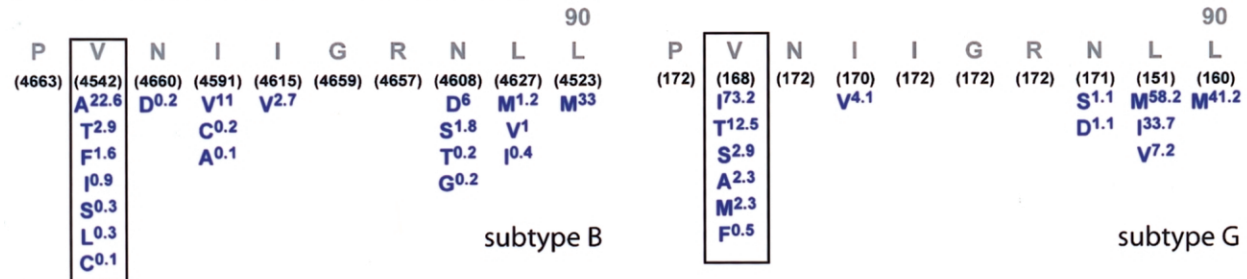 90 90
P V N I I G R N L L P V N I I G R N L L
(4663) (4542) (4660) (4591) (4615) (4659) (4657) (4608) (4627) (4523) (172) (168) (172) (170) (172) (172) (172) (171) (151) (160)
A22.6 D0.2 V11 V2.7 D6 M1.2 M33 I73.2 V4.1 S1.1 M58.2 M41.2
T2.9 C0.2 S1.8 V1 T12.5 D1.1 I33.7
F1.6 A0.1 T0.2 I0.4 S2.9 V7.2
I0.9 G0.2 A2.3
S0.3 M2.3
L0.3 subtype B F0.5 subtype G
C0.1